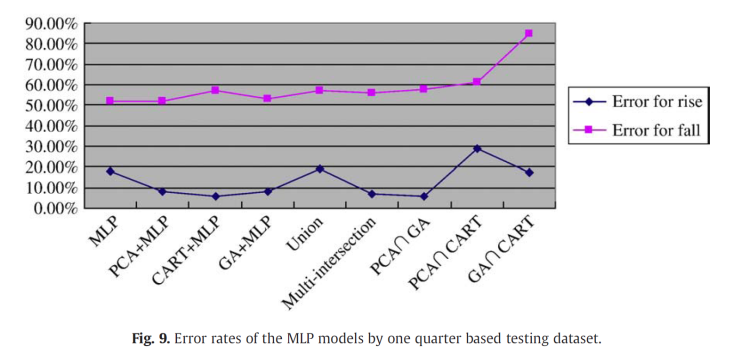 90.00%
80.00%
70.00%
60.00%
50.00%
40.00%
30.00%
20.00%
10.00%
0.00%
MLP
PCA+MLP
CART+MLP
GA+MLP
Union
Multi-intersection
PCA∩GA
PCA∩CART
GA∩CART
Error for rise
Error for fall
Fig. 9. Error rates of the MLP models by one quarter based testing dataset.